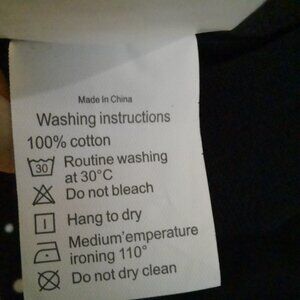 Made In China
Washing instructions
100% cotton
30 Routine washing
at 30°C
Do not bleach
Hang to dry
Medium'emperature
ironing 110°
Do not dry clean